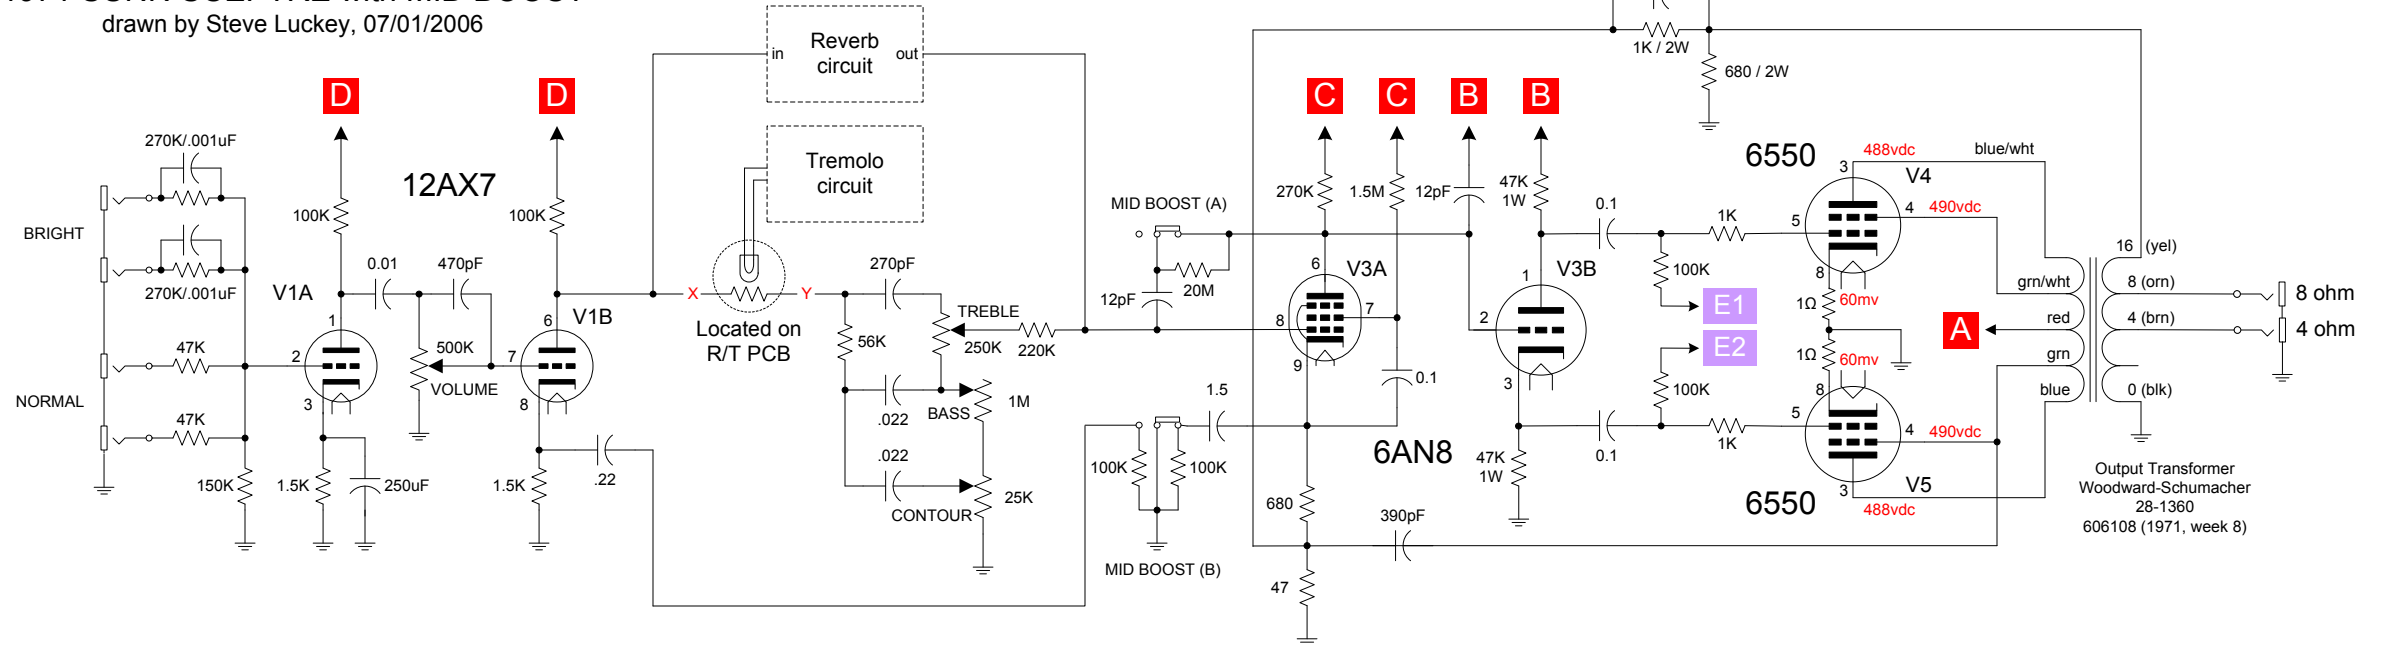 drawn by Steve Luckey, 07/01/2006
Reverb
circuit
in
out
1K / 2W
680 / 2W
D
D
C
C
B
B
270K/.001uF
Tremolo
circuit
6550
488vdc
blue/wht
3
V4
12AX7
100K
100K
BRIGHT
270K/.001uF
MID BOOST (A)
270K
1.5M
12pF
47K
1W
0.1
1K
5
4
490vdc
16 (yel)
V1A
0.01
470pF
V1B
X
Y
270pF
12pF
20M
6
V3A
7
1
V3B
100K
E1
8
1Ω
60mv
grn/wht
8 (orn)
8 ohm
1
6
Located on
R/T PCB
TREBLE
250K
220K
8
2
E2
red
A
4 (brn)
4 ohm
47K
2
500K
VOLUME
7
56K
9
3
0.1
1Ω
60mv
grn
3
8
.022
BASS
1M
1.5
100K
8
blue
0 (blk)
NORMAL
47K
6AN8
5
4
490vdc
1K
0.1
.022
.22
100K
100K
47K
1W
150K
1.5K
250uF
1.5K
25K
CONTOUR
680
390pF
6550
3
V5
488vdc
Output Transformer
Woodward-Schumacher
28-1360
606108 (1971, week 8)
MID BOOST (B)
47